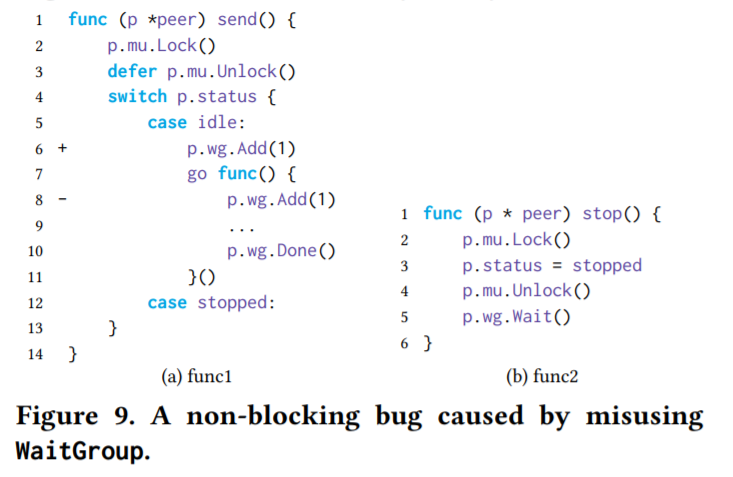 1 func (p *peer) send() {
2 p.mu.Lock()
3 defer p.mu.Unlock()
4 switch p.status {
5 case idle:
6 + p.wg.Add(1)
7 go func() {
8 - p.wg.Add(1)
9 ...
10 p.wg.Done()
11 }()
12 case stopped:
13 }
14 }
(a) func1
1 func (p * peer) stop() {
2 p.mu.Lock()
3 p.status = stopped
4 p.mu.Unlock()
5 p.wg.Wait()
6 }
(b) func2
Figure 9. A non-blocking bug caused by misusing
WaitGroup.